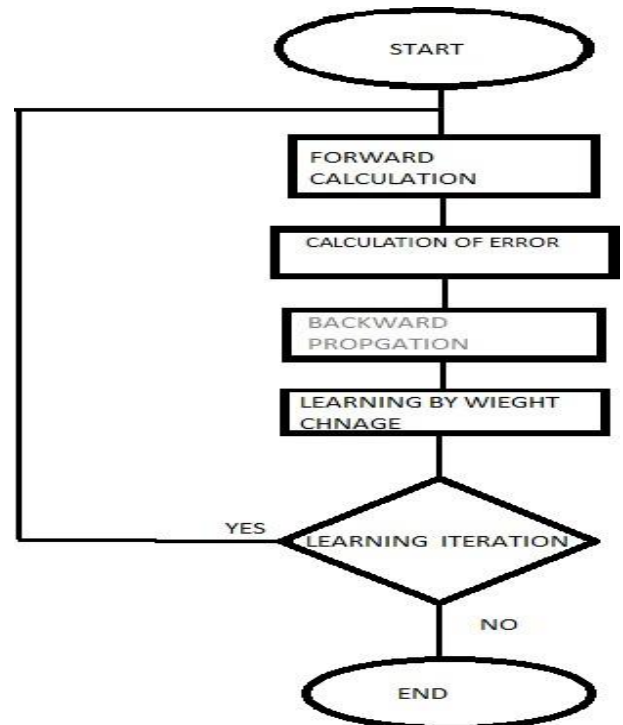 START
FORWARD
CALCULATION
CALCULATION OF ERROR
BACKWARD
PROPGATION
LEARNING BY WIEGHT
CHNAGE
YES
LEARNING ITERATION
NO
END